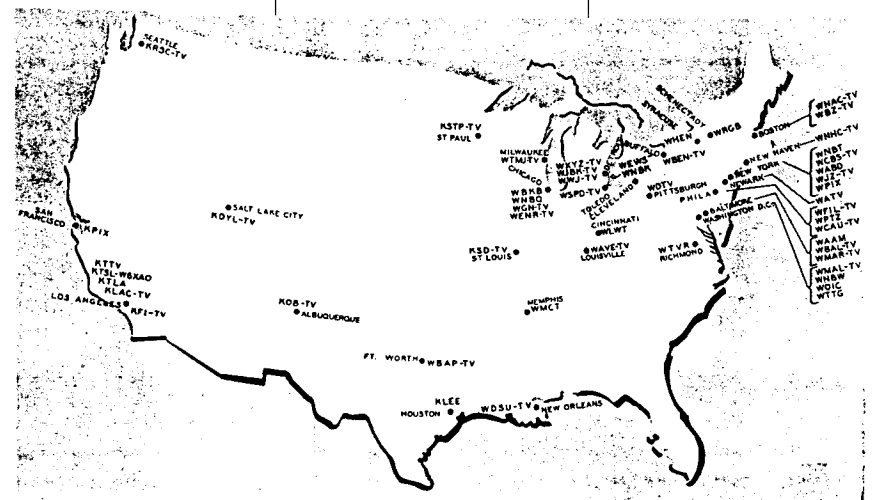 SEATTLE
KRSC-TV
KSTP-TV
ST PAUL
MILWAUKEE
WTMJ-TV
CHICAGO
WBKB
WNBQ
WGN-TV
WENR-TV
DETROIT
WXYZ-TV
WJBK-TV
WWJ-TV
WSPD-TV
TOLEDO
CLEVELAND
WEWS
WNBK
BUFFALO
WBEN-TV
SYRACUSE
WHEN
SCHENECTADY
WRGB
BOSTON
WNAC-TV
WBZ-TV
NEW HAVEN
WNHC-TV
NEW YORK
WNBT
WCBS-TV
WABD
WJZ-TV
WPIX
NEWARK
WATV
PHILA
WFIL-TV
WPTZ
WCAU-TV
BALTIMORE
WAAM
WBAL-TV
WMAR-TV
WASHINGTON D.C.
WMAL-TV
WNBW
WOIC
WTTG
WDTV
PITTSBURGH
CINCINNATI
WLWT
WAVE-TV
LOUISVILLE
WTVR
RICHMOND
KSD-TV
ST LOUIS
SALT LAKE CITY
KDYL-TV
SAN
FRANCISCO
KPIX
KTTV
KTSL-W6XAO
KTLA
KLAC-TV
LOS ANGELES
KFI-TV
KOB-TV
ALBUQUERQUE
MEMPHIS
WMCT
FT. WORTH WBAP-TV
KLEE
HOUSTON
WDSU-TV NEW ORLEANS